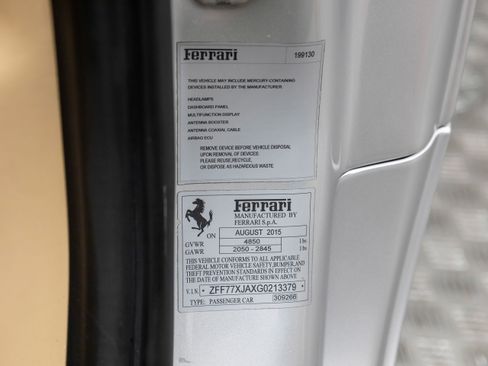 Ferrari
199130
THIS VEHICLE MAY INCLUDE MERCURY-CONTAINING
DEVICES INSTALLED BY THE MANUFACTURER:
HEADLAMPS
DASHBOARD PANEL
MULTIFUNCTION DISPLAY
ANTENNA BOOSTER
ANTENNA COAXIAL CABLE
AIRBAG ECU
REMOVE DEVICE BEFORE VEHICLE DISPOSAL
UPON REMOVAL OF DEVICES.
PLEASE REUSE,RECYCLE,
OR DISPOSE AS HAZARDOUS WASTE.
Ferrari
MANUFACTURED BY
FERRARI S.p.A.
ON AUGUST 2015
GVWR 4850 lbs
GAWR 2050 - 2845 lbs
THIS VEHICLE CONFORMS TO ALL APPLICABLE
FEDERAL MOTOR VEHICLE SAFETY,BUMPER,AND
THEFT PREVENTION STANDARDS IN EFFECT ON
THE DATE OF MANUFACTURE SHOWN ABOVE
V.I.N. * ZFF77XJAXG0213379 *
TYPE: PASSENGER CAR 309266